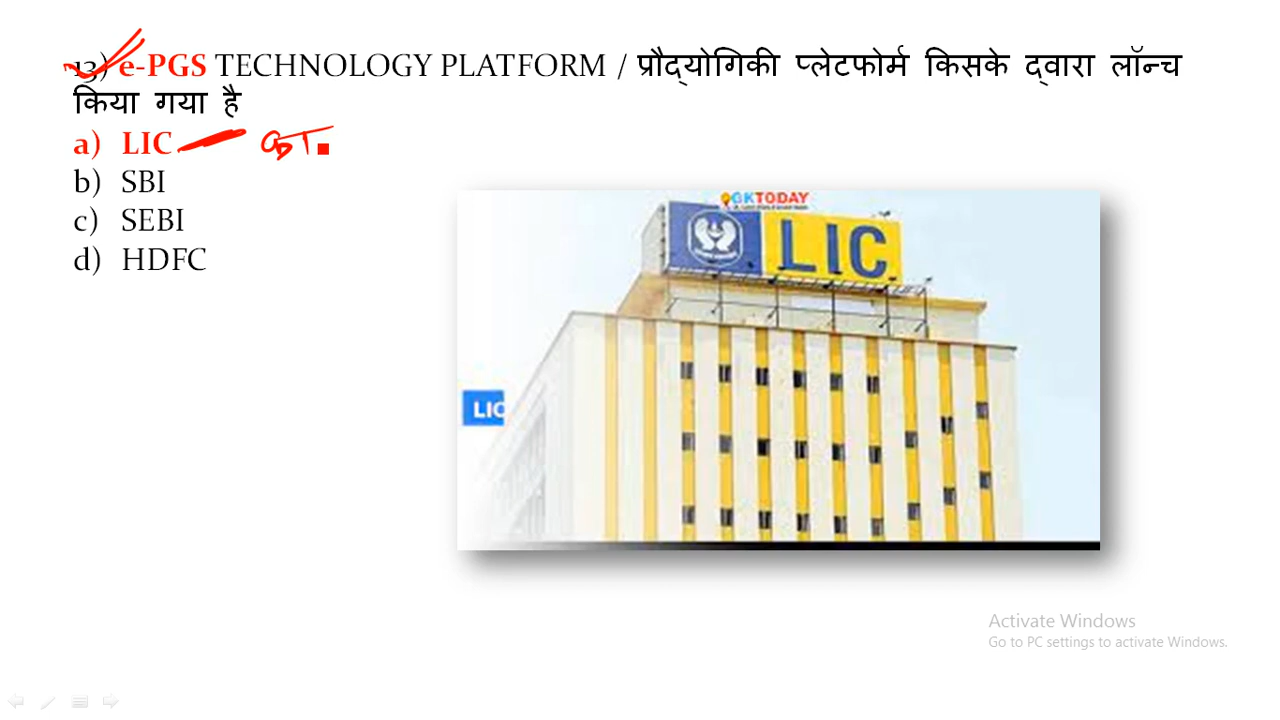 13) e-PGS TECHNOLOGY PLATFORM / प्रौद्योगिकी प्लेटफोर्म किसके द्वारा लॉन्च
किया गया है
a) LIC
b) SBI
c) SEBI
d) HDFC
GKTODAY
LIC
LIC
Activate Windows
Go to PC settings to activate Windows.